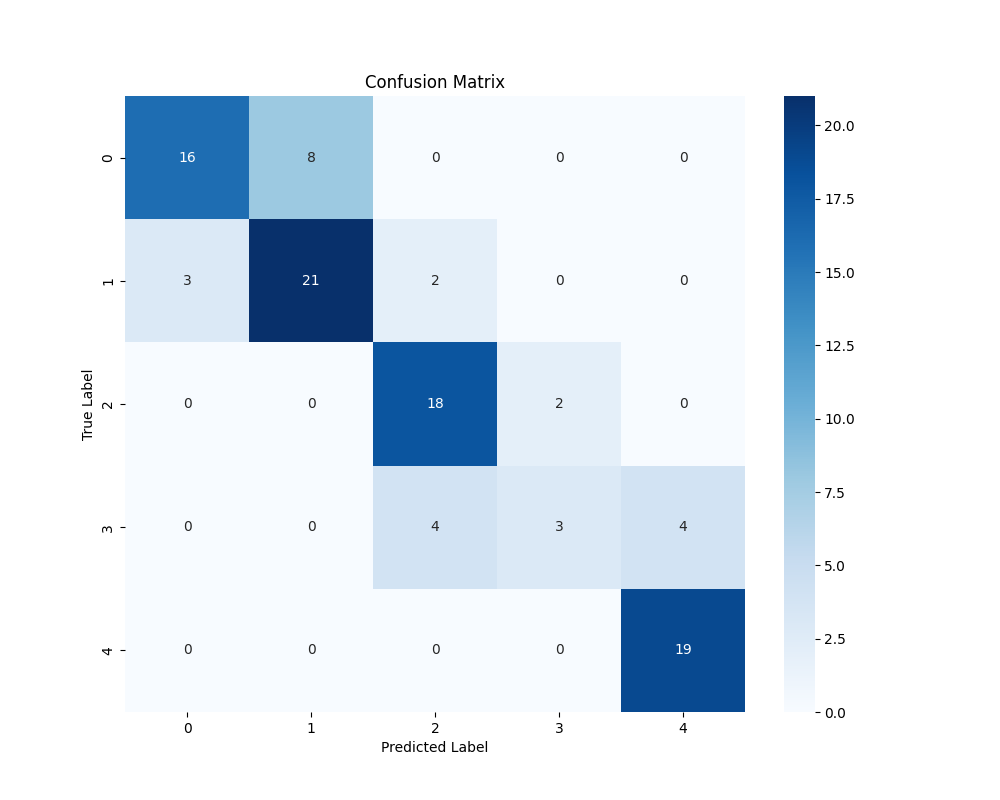 Confusion Matrix
0 16 8 0 0 0
1 3 21 2 0 0
2 0 0 18 2 0
3 0 0 4 3 4
4 0 0 0 0 19
0 1 2 3 4
Predicted Label
True Label
20.0
17.5
15.0
12.5
10.0
7.5
5.0
2.5
0.0